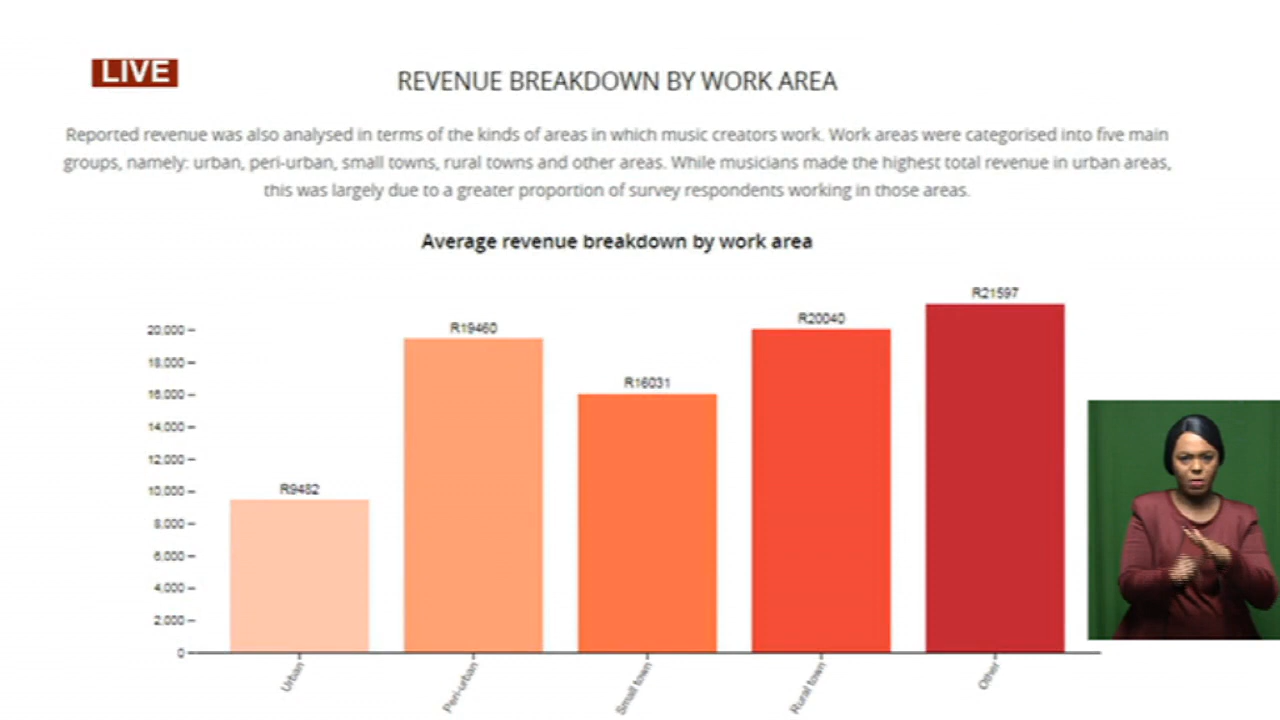 LIVE
REVENUE BREAKDOWN BY WORK AREA
Reported revenue was also analysed in terms of the kinds of areas in which music creators work. Work areas were categorised into five main
groups, namely: urban, peri-urban, small towns, rural towns and other areas. While musicians made the highest total revenue in urban areas,
this was largely due to a greater proportion of survey respondents working in those areas.
Average revenue breakdown by work area
R21597
R20040
R19460
R16031
R9482
20,000
18,000
16,000
14,000
12,000
10,000
8,000
6,000
4,000
2,000
0
Urban
Peri-urban
Small town
Rural town
Other